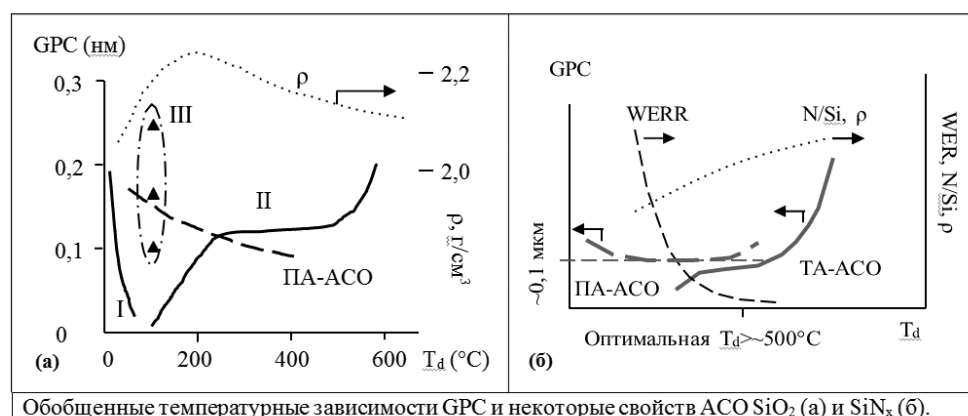 GPC (нм)
0,3
0,2
0,1
0
0
200
400
600
T_d (°C)
2,2
2,0
ρ, г/см³
ρ
III
II
I
ПА-АСО
(а)
GPC
WERR
N/Si, ρ
WER, N/Si, ρ
~0,1 мкм
ПА-АСО
ТА-АСО
Оптимальная T_d>~500°C
T_d
(б)
Обобщенные температурные зависимости GPC и некоторые свойств АСО SiO₂ (а) и SiNₓ (б).